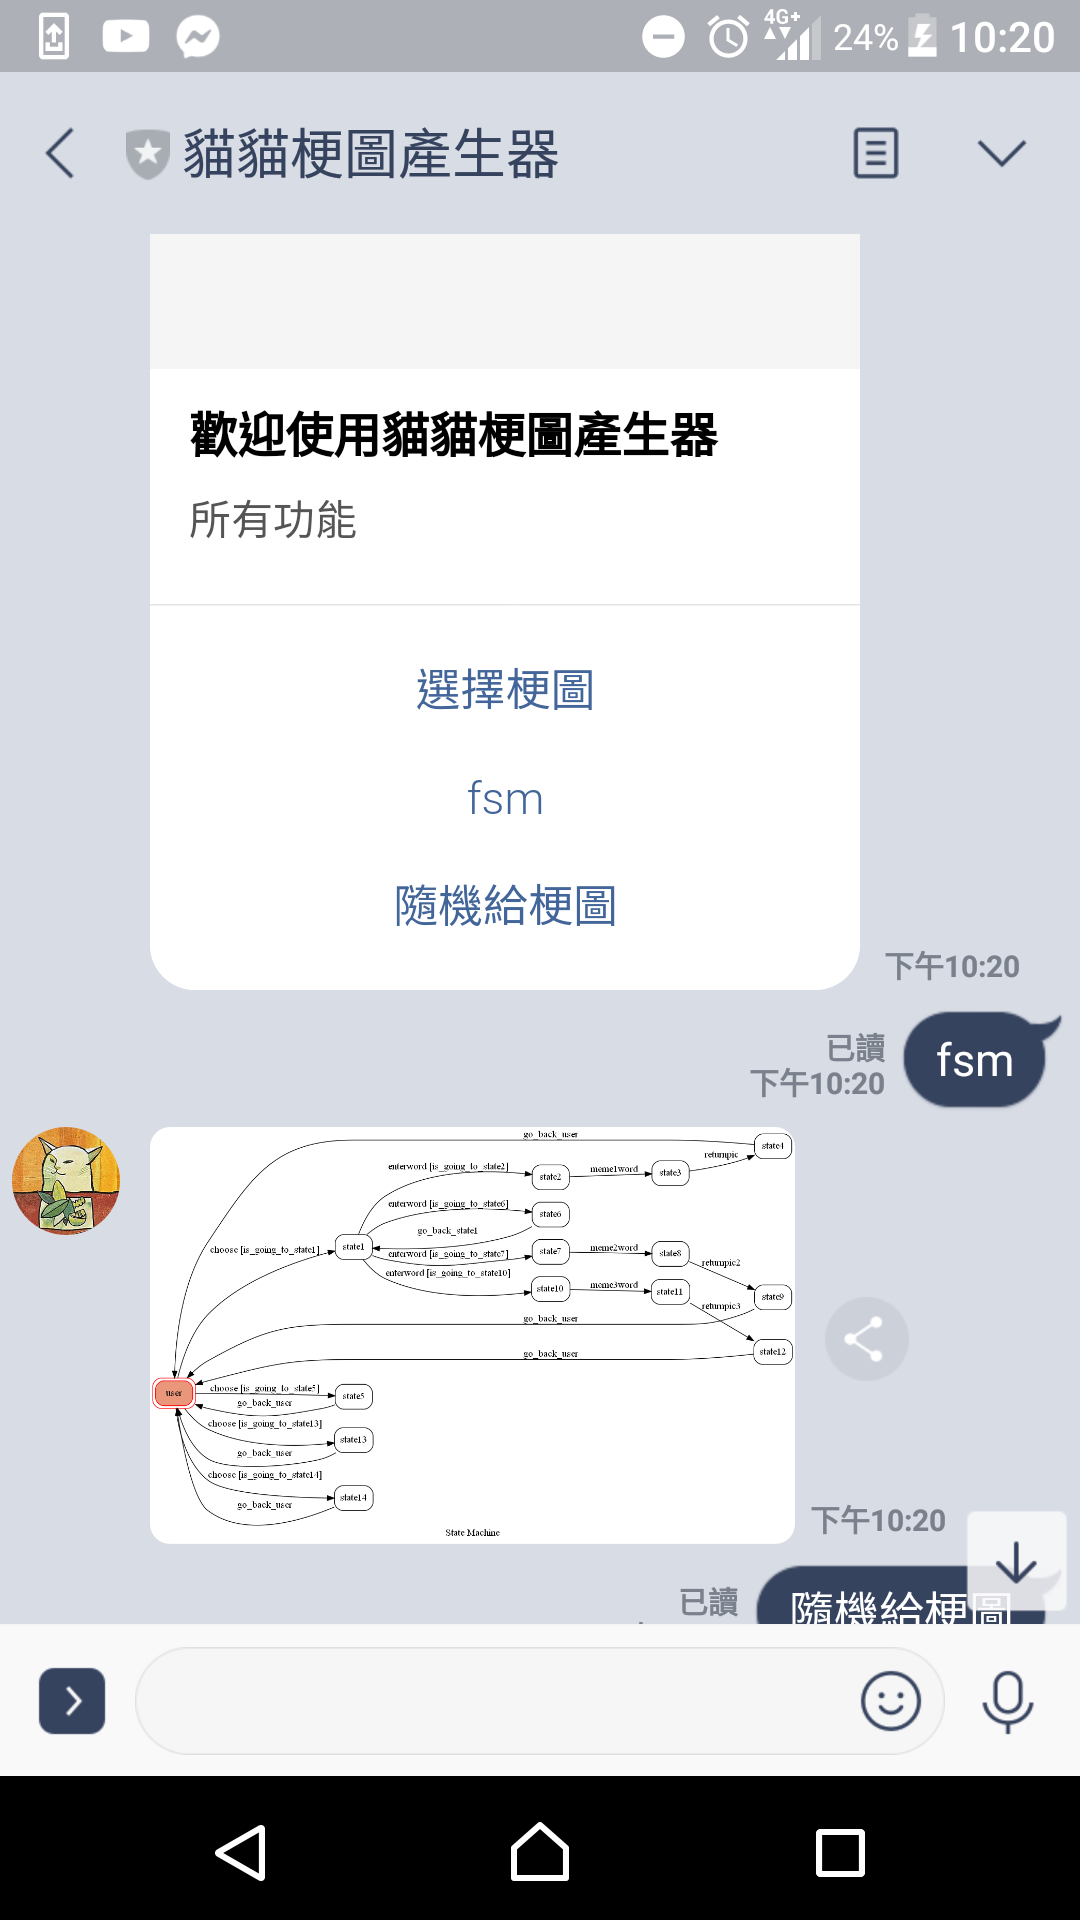 4G+
24%
10:20
貓貓梗圖產生器
歡迎使用貓貓梗圖產生器
所有功能
選擇梗圖
fsm
隨機給梗圖
下午10:20
已讀
下午10:20
fsm
go_back_user
state4
returnpic
enterword [is_going_to_state2]
state2
meme1word
state3
enterword [is_going_to_state6]
state6
go_back_state1
choose [is_going_to_state1]
state1
enterword [is_going_to_state7]
state7
meme2word
state8
returnpic2
enterword [is_going_to_state10]
state10
meme3word
state11
state9
returnpic3
go_back_user
go_back_user
state12
user
choose [is_going_to_state5]
state5
go_back_user
choose [is_going_to_state13]
state13
go_back_user
choose [is_going_to_state14]
state14
go_back_user
State Machine
下午10:20
已讀
隨機給梗圖